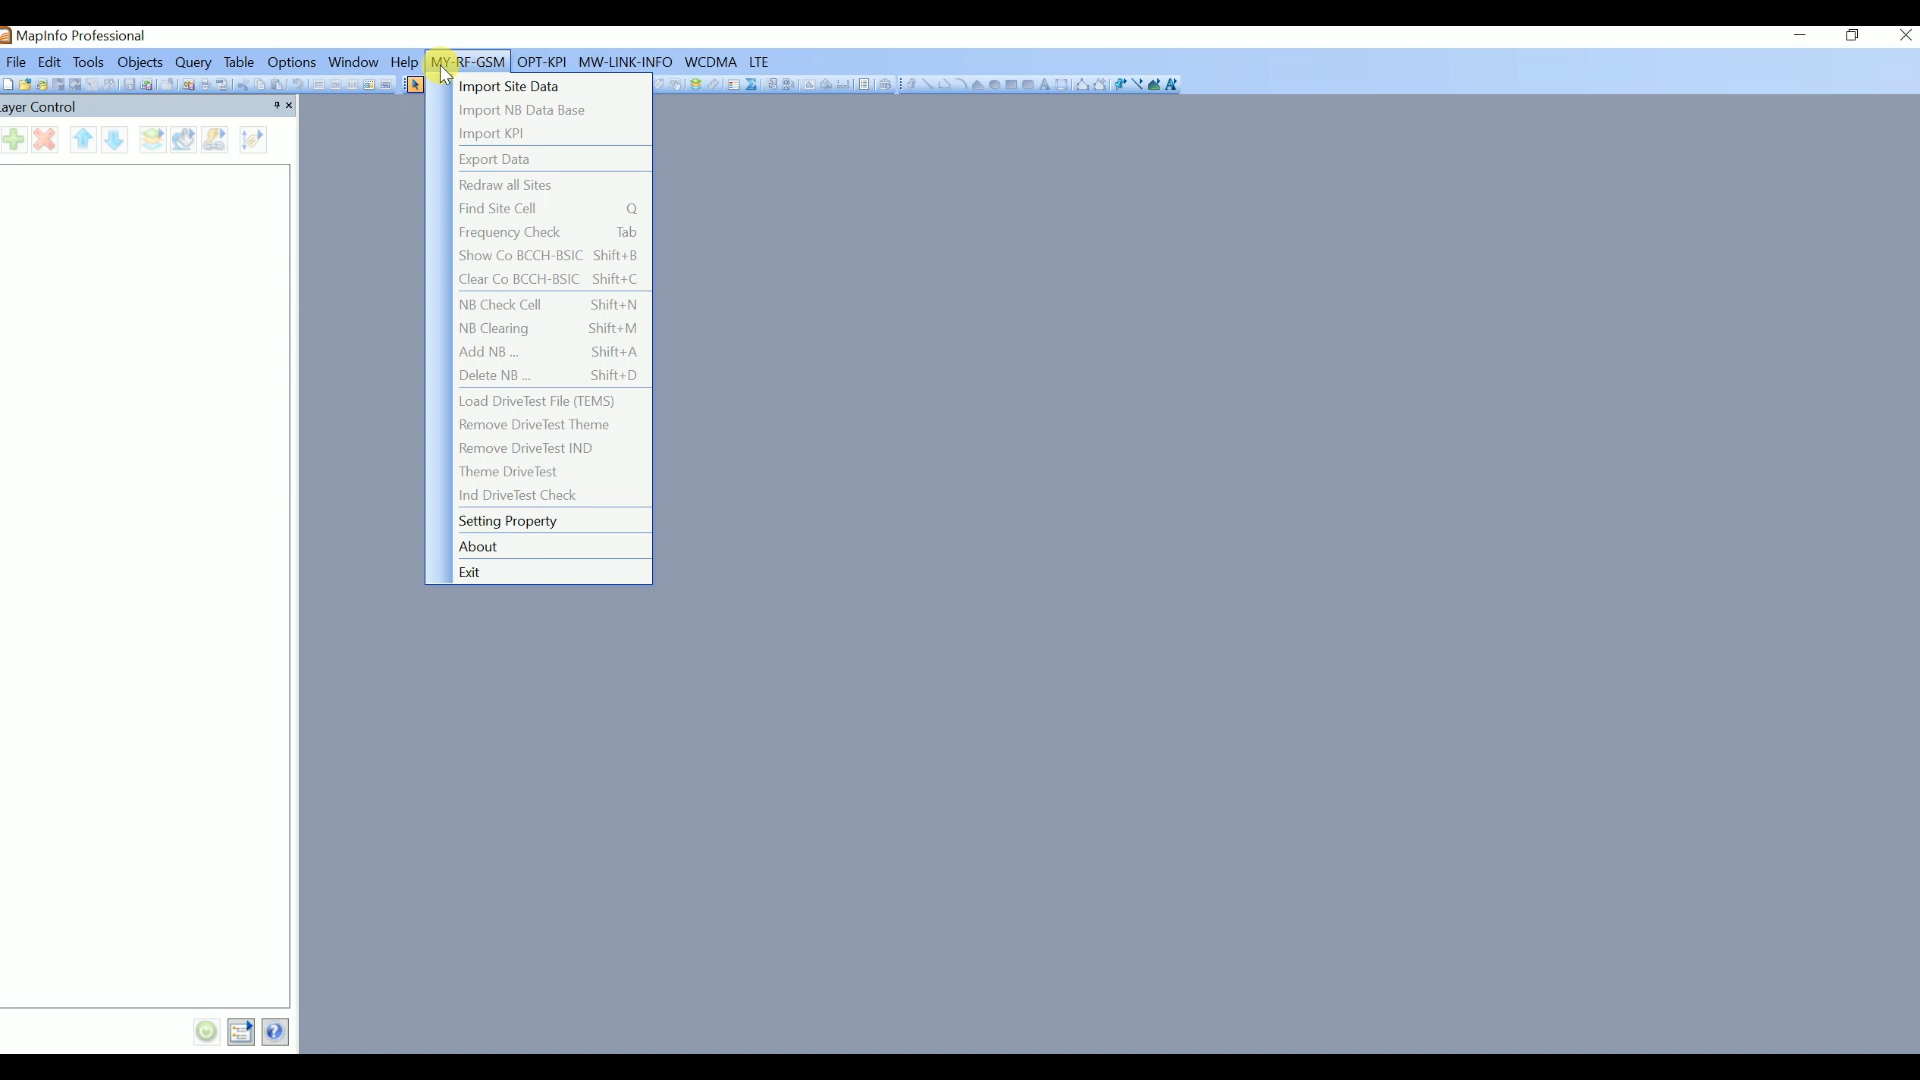 MapInfo Professional
File Edit Tools Objects Query Table Options Window Help MY-RF-GSM OPT-KPI MW-LINK-INFO WCDMA LTE
ayer Control
Import Site Data
Import NB Data Base
Import KPI
Export Data
Redraw all Sites
Find Site Cell Q
Frequency Check Tab
Show Co BCCH-BSIC Shift+B
Clear Co BCCH-BSIC Shift+C
NB Check Cell Shift+N
NB Clearing Shift+M
Add NB ... Shift+A
Delete NB ... Shift+D
Load DriveTest File (TEMS)
Remove DriveTest Theme
Remove DriveTest IND
Theme DriveTest
Ind DriveTest Check
Setting Property
About
Exit